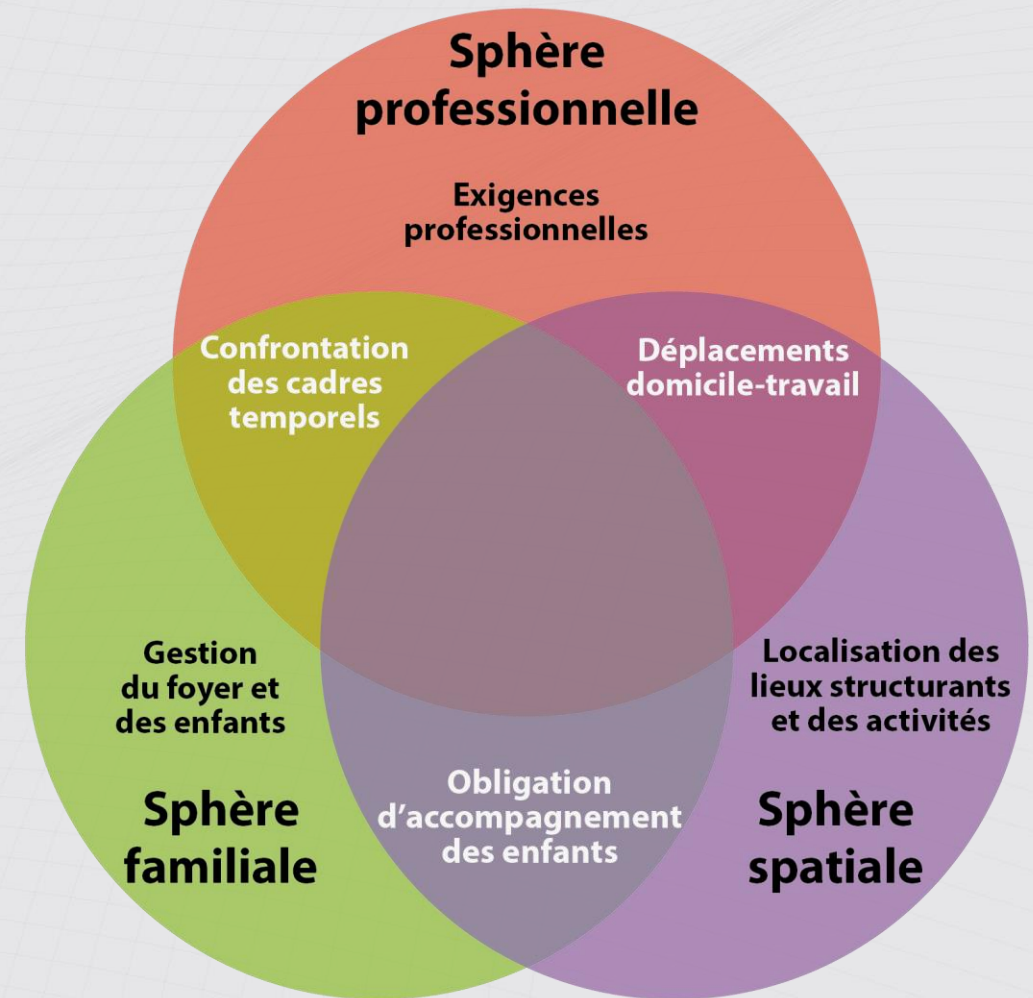 Sphère
professionnelle
Exigences
professionnelles
Confrontation
des cadres
temporels
Déplacements
domicile-travail
Gestion
du foyer et
des enfants
Localisation des
lieux structurants
et des activités
Obligation
d'accompagnement
des enfants
Sphère
familiale
Sphère
spatiale